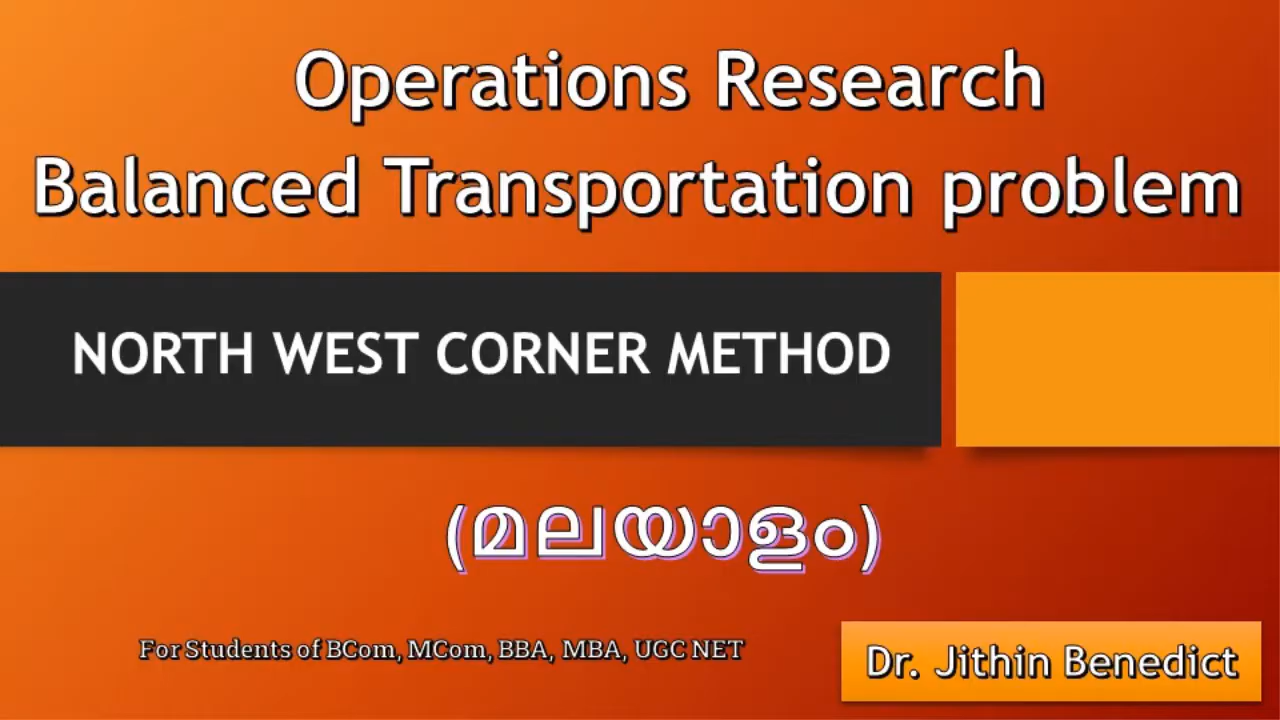 Operations Research
Balanced Transportation problem
NORTH WEST CORNER METHOD
(മലയാളം)
For Students of BCom, MCom, BBA, MBA, UGC NET
Dr. Jithin Benedict